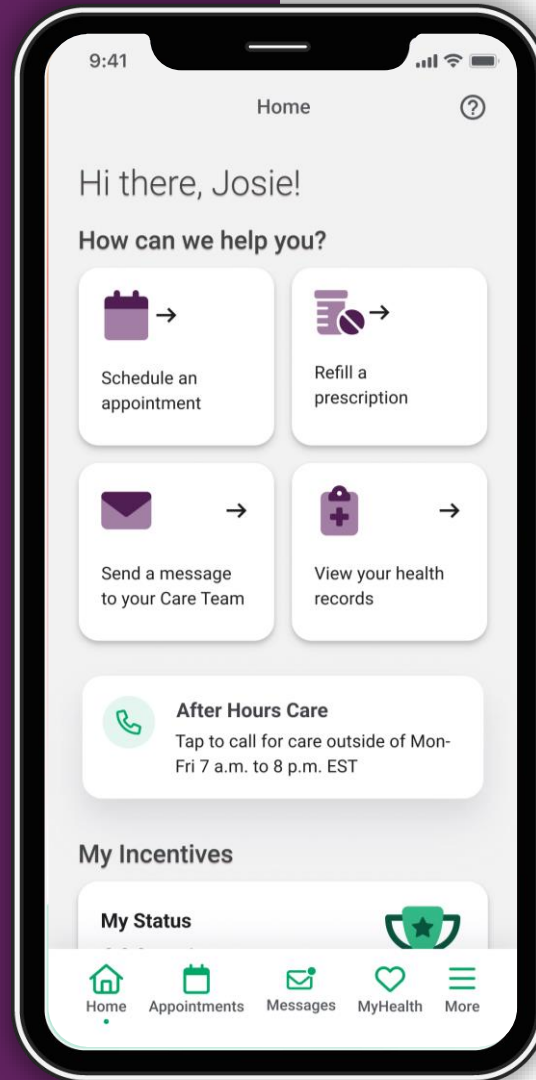 9:41
Home
Hi there, Josie!
How can we help you?
Schedule an
appointment
Refill a
prescription
Send a message
to your Care Team
View your health
records
After Hours Care
Tap to call for care outside of Mon-
Fri 7 a.m. to 8 p.m. EST
My Incentives
My Status
Home
Appointments
Messages
MyHealth
More